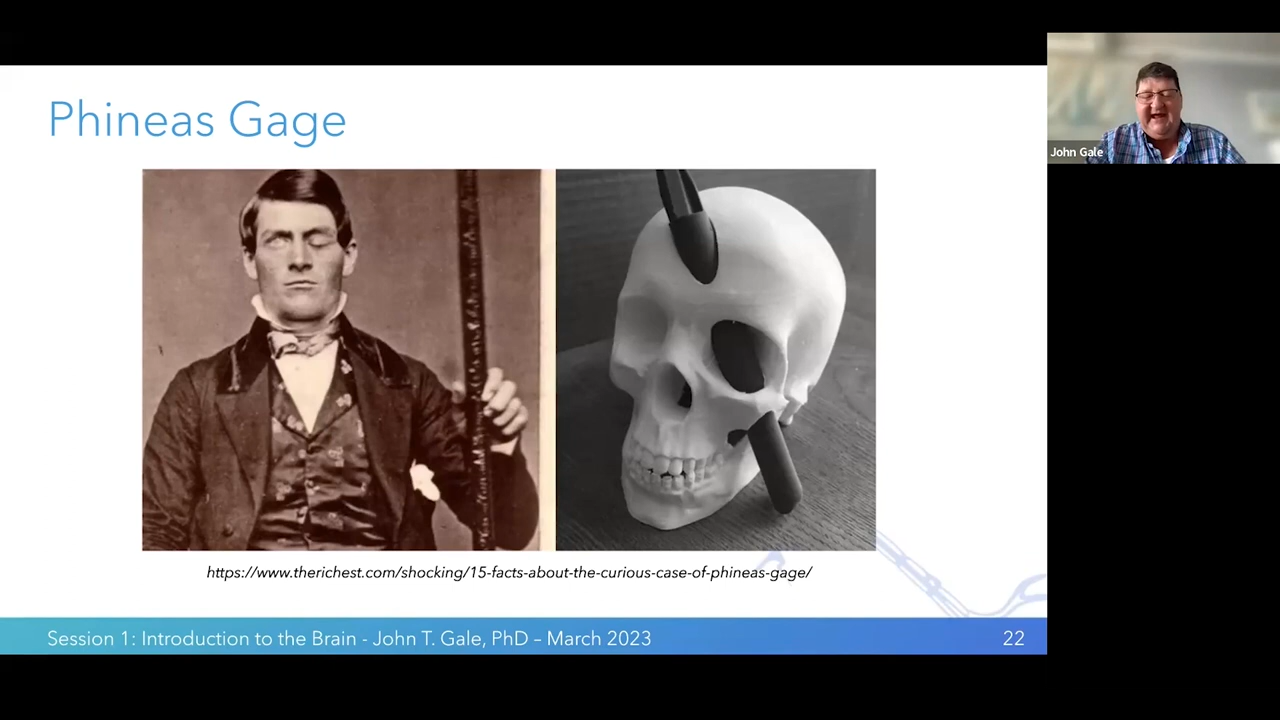 Phineas Gage
John Gale
https://www.therichest.com/shocking/15-facts-about-the-curious-case-of-phineas-gage/
Session 1: Introduction to the Brain - John T. Gale, PhD – March 2023
22